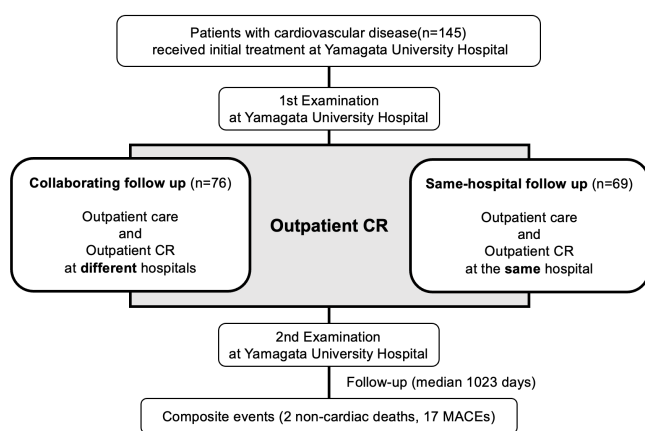 Patients with cardiovascular disease(n=145)
received initial treatment at Yamagata University Hospital
1st Examination
at Yamagata University Hospital
Collaborating follow up (n=76)
Outpatient care
and
Outpatient CR
at different hospitals
Outpatient CR
Same-hospital follow up (n=69)
Outpatient care
and
Outpatient CR
at the same hospital
2nd Examination
at Yamagata University Hospital
Follow-up (median 1023 days)
Composite events (2 non-cardiac deaths, 17 MACEs)